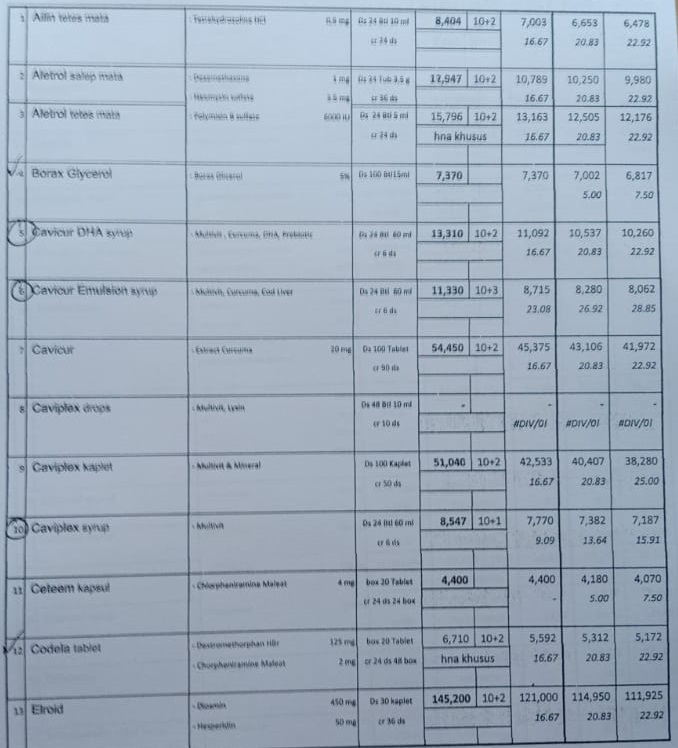 1 Alfin tetes mata 0,5 mg Ds 24 Btl 10 ml 8,404 10+2 7,003 6,653 6,478
cr 24 ds 16.67 20.83 22.92
2 Aletrol salep mata - Dexamethasone 1 mg 3,5 g 12,947 10+2 10,789 10,250 9,980
- Neomycin sulfate 3.5 mg cr 36 ds 16.67 20.83 22.92
3 Aletrol tetes mata 6000 IU Ds 24 Btl 5 ml 15,796 10+2 13,163 12,505 12,176
cr 24 ds hna khusus 16.67 20.83 22.92
4 Borax Glycerol 5% Ds 100 Btl 15ml 7,370 7,370 7,002 6,817
5.00 7.50
5 Cavicur DHA syrup - Multivit, Curcuma, DHA, Prebiotic Ds 24 Btl 60 ml 13,310 10+2 11,092 10,537 10,260
cr 6 ds 16.67 20.83 22.92
6 Cavicur Emulsion syrup - Multivit, Curcuma, Cod Liver Ds 24 Btl 60 ml 11,330 10+3 8,715 8,280 8,062
cr 6 ds 23.08 26.92 28.85
7 Cavicur - Extract Curcuma 20 mg Ds 100 Tablet 54,450 10+2 45,375 43,106 41,972
cr 90 ds 16.67 20.83 22.92
8 Caviplex drops - Multivit, Lysin Ds 48 Btl 10 ml - - - -
cr 10 ds #DIV/0! #DIV/0! #DIV/0!
9 Caviplex kaplet - Multivit & Mineral Ds 100 Kaplet 51,040 10+2 42,533 40,407 38,280
cr 50 ds 16.67 20.83 25.00
10 Caviplex syrup - Multivit Ds 24 Btl 60 ml 8,547 10+1 7,770 7,382 7,187
cr 6 ds 9.09 13.64 15.91
11 Ceteem kapsul - Chlorpheniramine Maleat 4 mg box 20 Tablet 4,400 4,400 4,180 4,070
cr 24 ds 24 box - 5.00 7.50
12 Codela tablet - Dextromethorphan HBr 125 mg box 20 Tablet 6,710 10+2 5,592 5,312 5,172
- Chorpheniramine Maleat 2 mg cr 24 ds 48 box hna khusus 16.67 20.83 22.92
13 Elroid - Diosmin 450 mg Ds 30 kaplet 145,200 10+2 121,000 114,950 111,925
- Hesperidin 50 mg cr 36 ds 16.67 20.83 22.92